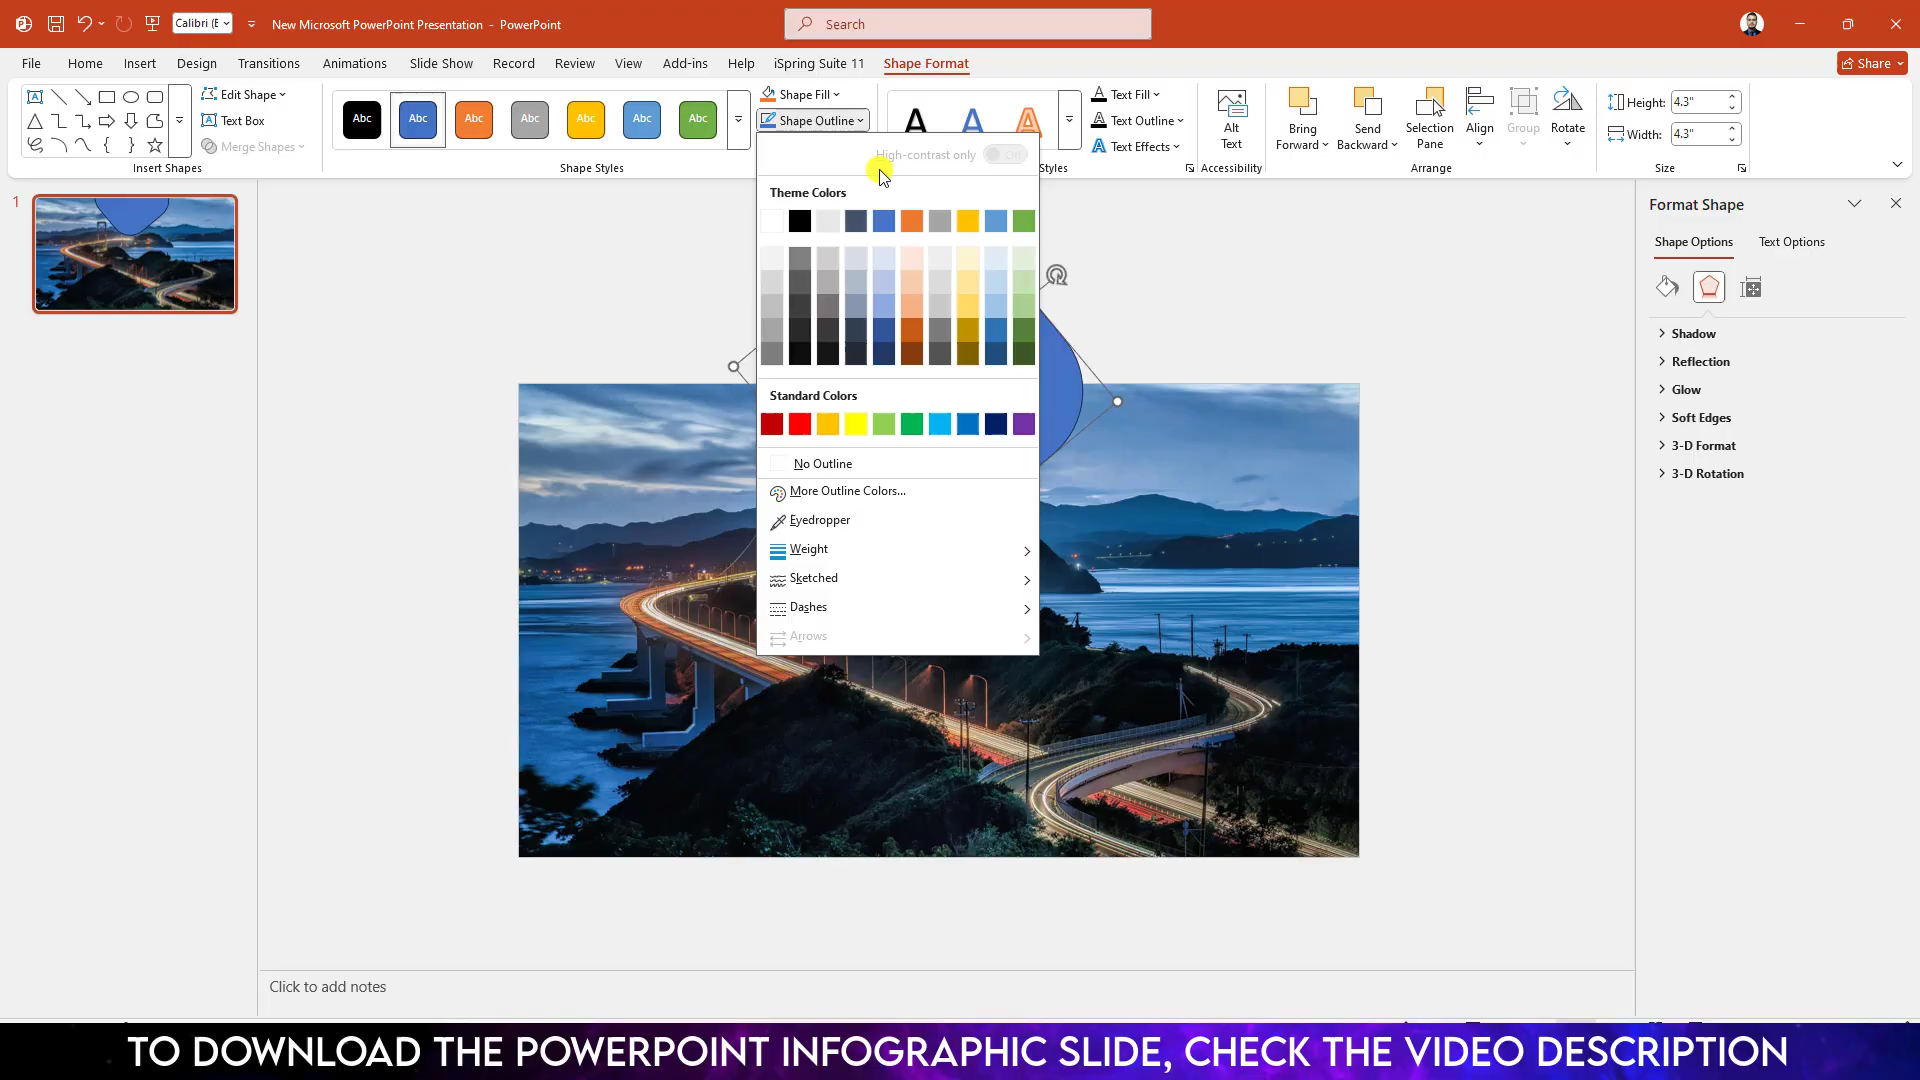 Calibri (E
New Microsoft PowerPoint Presentation - PowerPoint
Search
File Home Insert Design Transitions Animations Slide Show Record Review View Add-ins Help iSpring Suite 11 Shape Format
Share
Edit Shape
Text Box
Merge Shapes
Insert Shapes
Abc Abc Abc Abc Abc Abc Abc
Shape Styles
Shape Fill
Shape Outline
A A A
Text Fill
Text Outline
Text Effects
Styles
Alt
Text
Accessibility
Bring
Forward
Send
Backward
Selection
Pane
Align
Group
Rotate
Arrange
Height: 4.3"
Width: 4.3"
Size
High-contrast only Off
Theme Colors
Standard Colors
No Outline
More Outline Colors...
Eyedropper
Weight
Sketched
Dashes
Arrows
1
Format Shape
Shape Options Text Options
Shadow
Reflection
Glow
Soft Edges
3-D Format
3-D Rotation
Click to add notes
TO DOWNLOAD THE POWERPOINT INFOGRAPHIC SLIDE, CHECK THE VIDEO DESCRIPTION